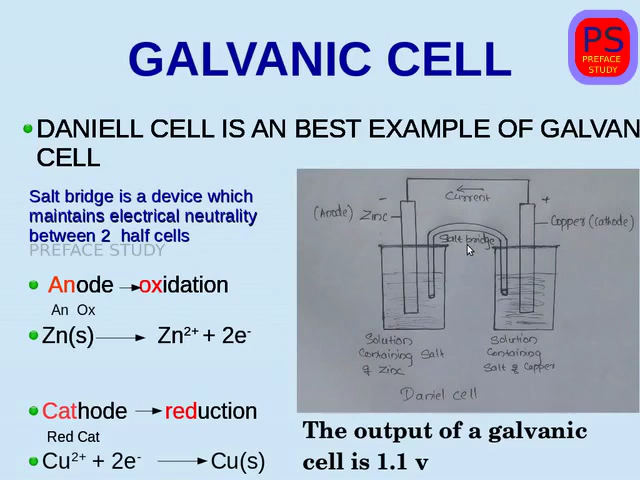 PS
PREFACE
STUDY
GALVANIC CELL
DANIELL CELL IS AN BEST EXAMPLE OF GALVAN
CELL
Salt bridge is a device which
maintains electrical neutrality
between 2 half cells
PREFACE STUDY
Anode oxidation
An Ox
Zn(s) Zn²⁺ + 2e⁻
Cathode reduction
Red Cat
Cu²⁺ + 2e⁻ Cu(s)
Current
- +
(Anode) Zinc
Copper (Cathode)
Salt bridge
Solution
Containing Salt
of Zinc
Solution
Containing
Salt of Copper
Daniel cell
The output of a galvanic
cell is 1.1 v